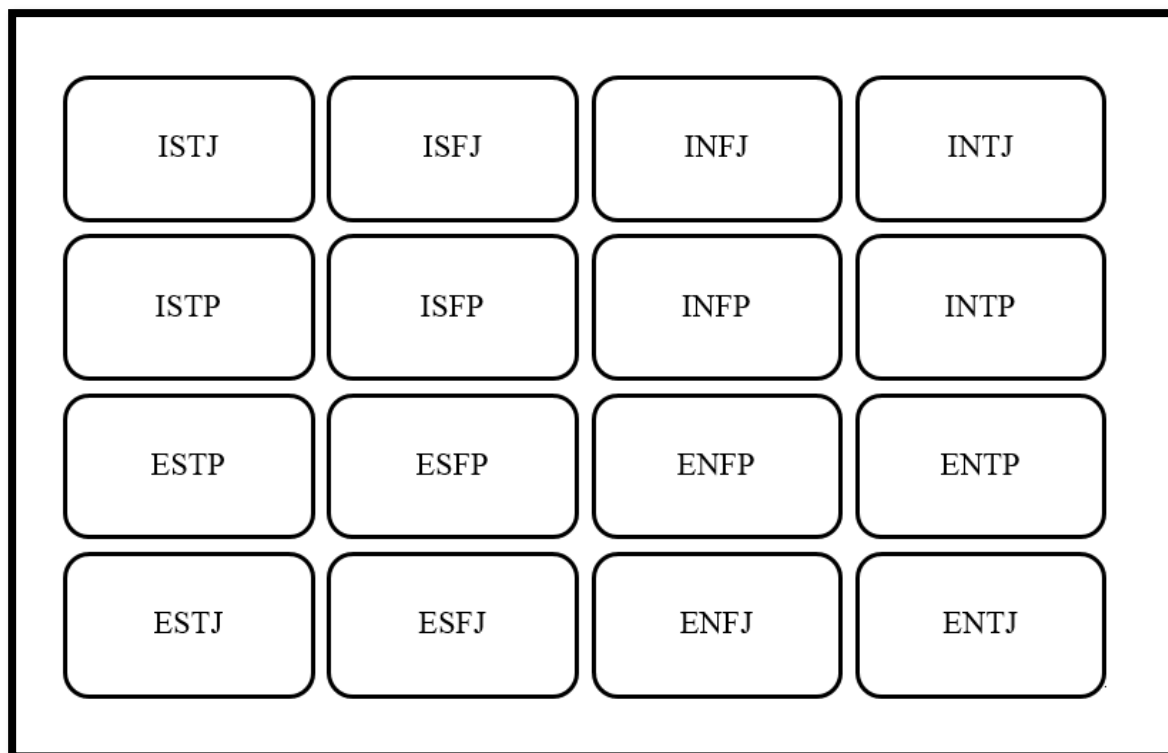 ISTJ ISFJ INFJ INTJ
ISTP ISFP INFP INTP
ESTP ESFP ENFP ENTP
ESTJ ESFJ ENFJ ENTJ